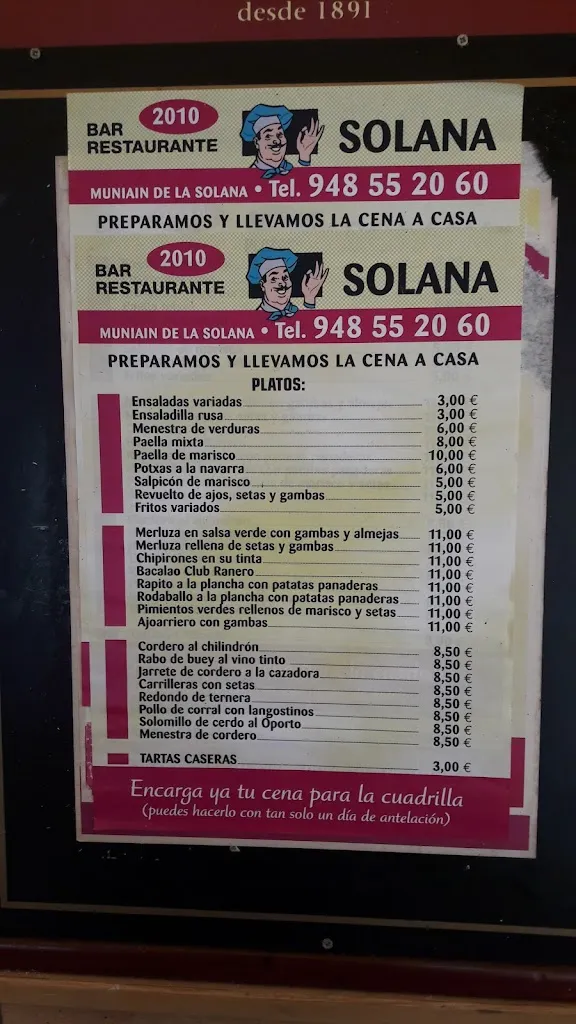 desde 1891
2010
BAR
RESTAURANTE
SOLANA
MUNIAIN DE LA SOLANA • Tel. 948 55 20 60
PREPARAMOS Y LLEVAMOS LA CENA A CASA
2010
BAR
RESTAURANTE
SOLANA
MUNIAIN DE LA SOLANA • Tel. 948 55 20 60
PREPARAMOS Y LLEVAMOS LA CENA A CASA
PLATOS:
Ensaladas variadas 3,00 €
Ensaladilla rusa 3,00 €
Menestra de verduras 6,00 €
Paella mixta 8,00 €
Paella de marisco 10,00 €
Potxas a la navarra 6,00 €
Salpicón de marisco 5,00 €
Revuelto de ajos, setas y gambas 5,00 €
Fritos variados 5,00 €
Merluza en salsa verde con gambas y almejas 11,00 €
Merluza rellena de setas y gambas 11,00 €
Chipirones en su tinta 11,00 €
Bacalao Club Ranero 11,00 €
Rapito a la plancha con patatas panaderas 11,00 €
Rodaballo a la plancha con patatas panaderas 11,00 €
Pimientos verdes rellenos de marisco y setas 11,00 €
Ajoarriero con gambas 11,00 €
Cordero al chilindrón 8,50 €
Rabo de buey al vino tinto 8,50 €
Jarrete de cordero a la cazadora 8,50 €
Carrilleras con setas 8,50 €
Redondo de ternera 8,50 €
Pollo de corral con langostinos 8,50 €
Solomillo de cerdo al Oporto 8,50 €
Menestra de cordero 8,50 €
TARTAS CASERAS 3,00 €
Encarga ya tu cena para la cuadrilla
(puedes hacerlo con tan solo un día de antelación)